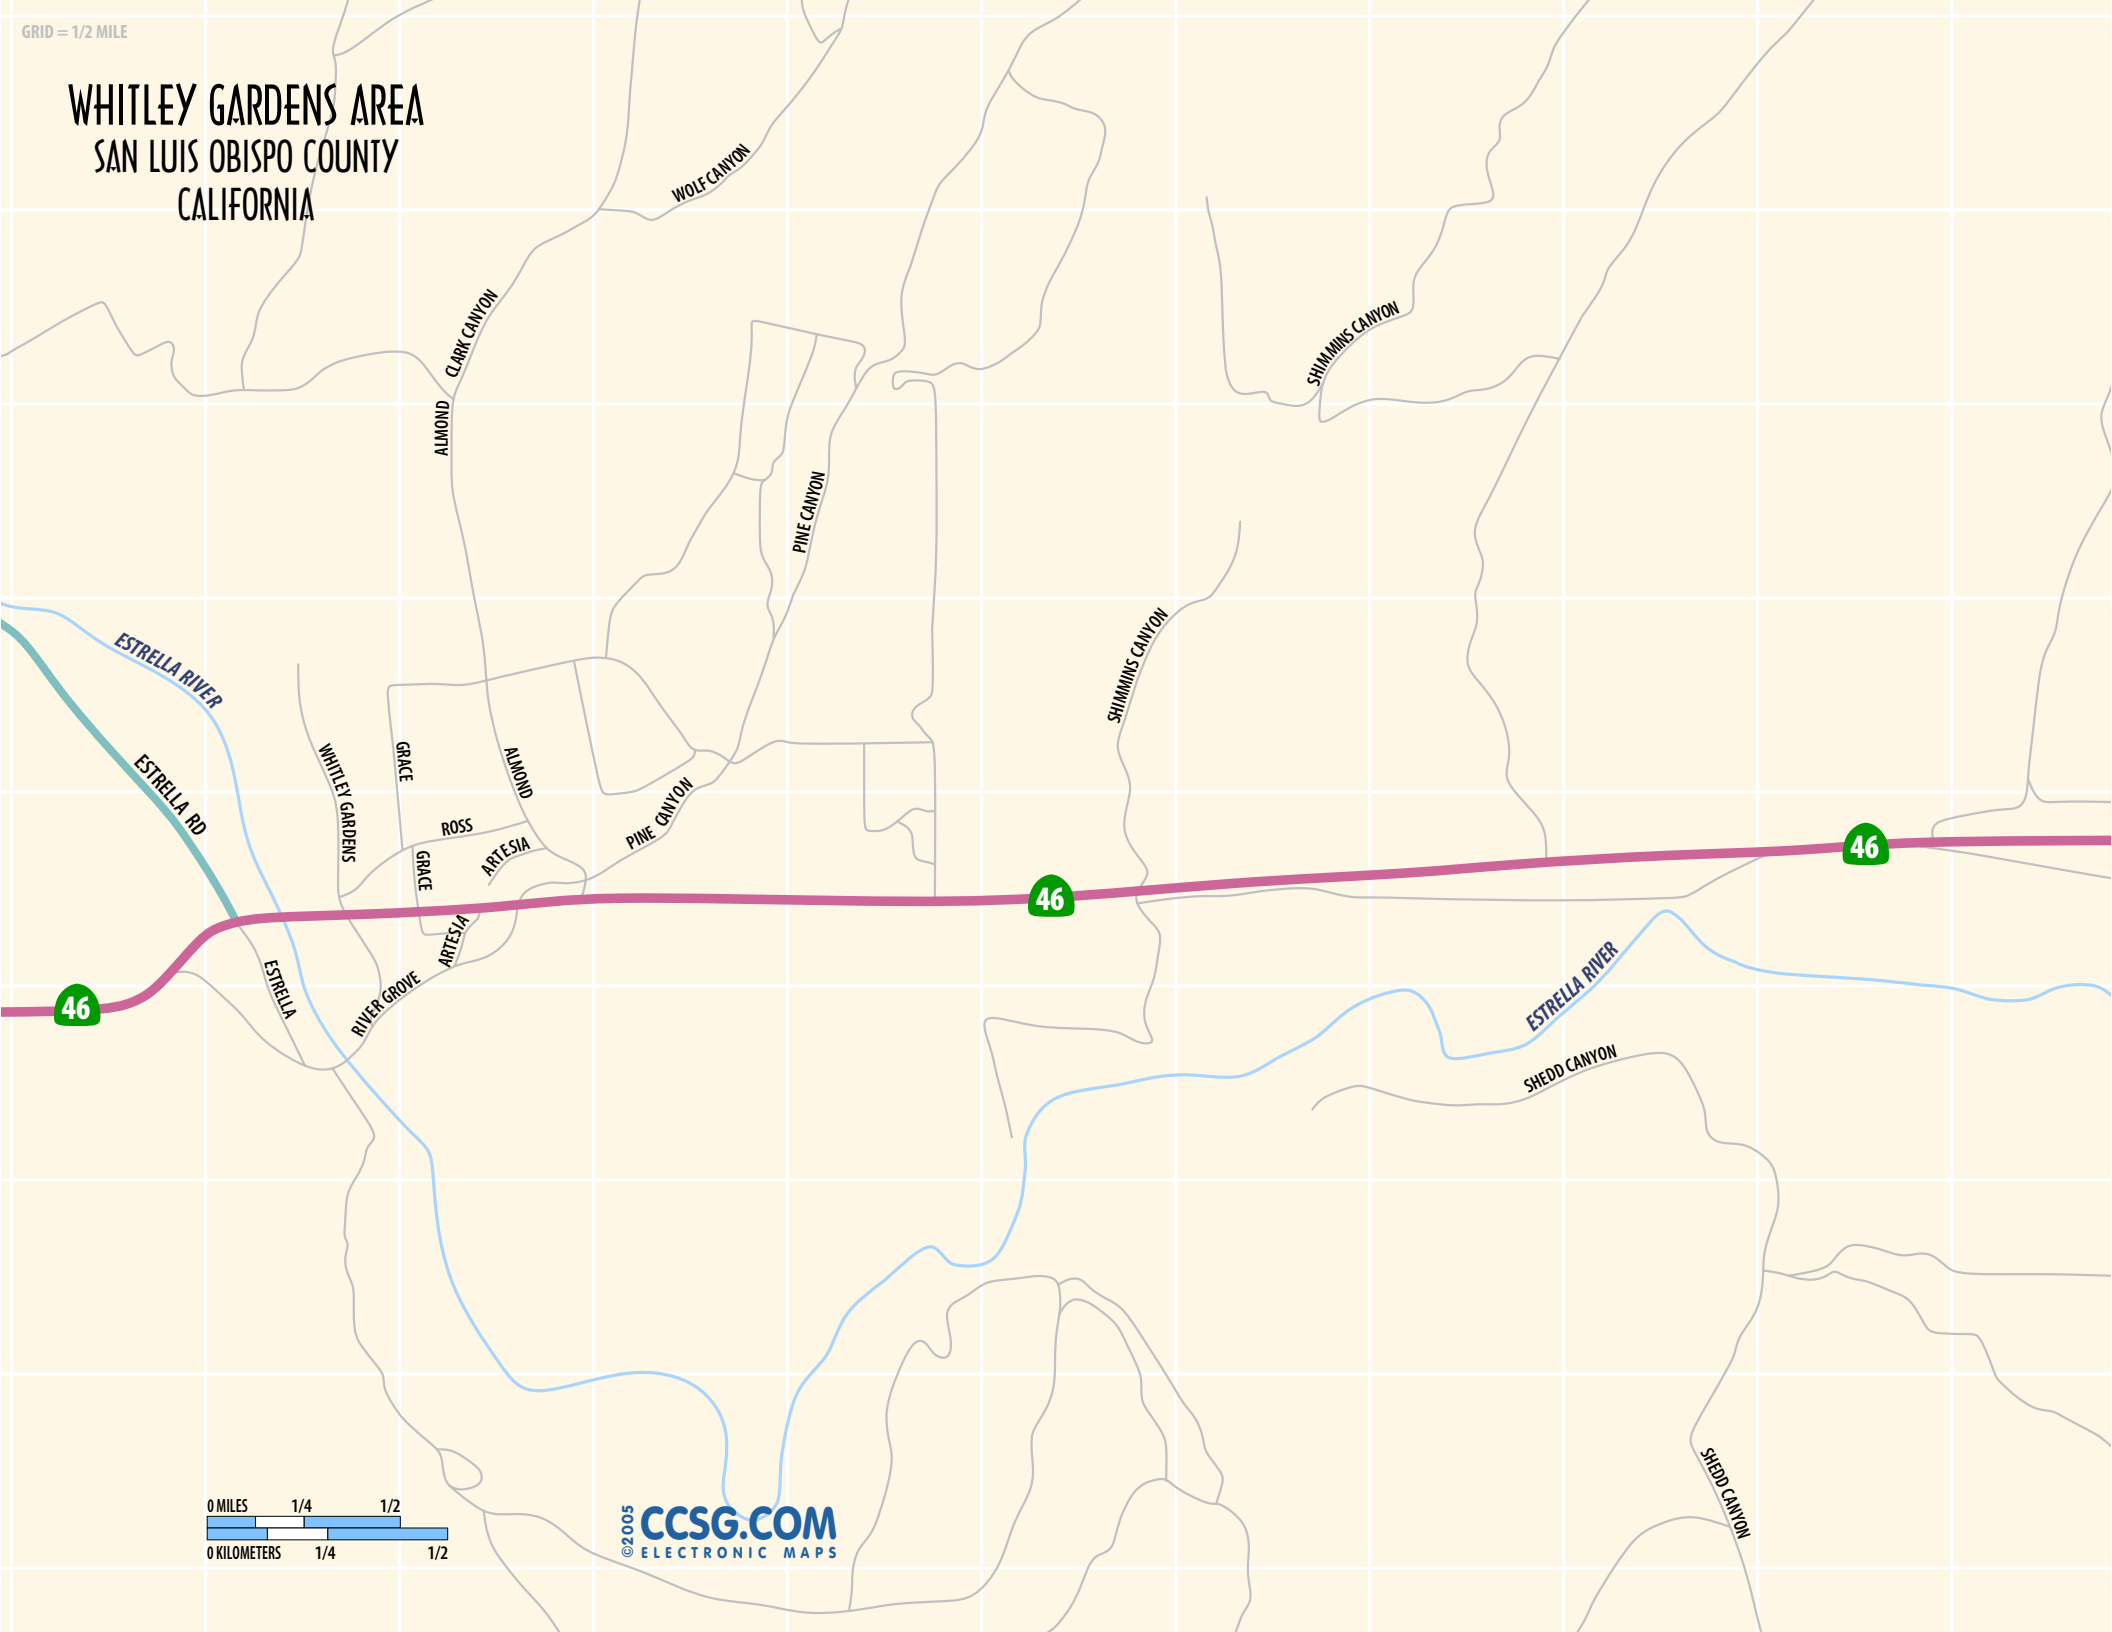 GRID = 1/2 MILE
WHITLEY GARDENS AREA
SAN LUIS OBISPO COUNTY
CALIFORNIA
WOLF CANYON
CLARK CANYON
SHIMMINS CANYON
ALMOND
PINE CANYON
ESTRELLA RIVER
SHIMMINS CANYON
ESTRELLA RD
WHITLEY GARDENS
GRACE
ALMOND
PINE CANYON
ROSS
ARTESIA
GRACE
46
46
ARTESIA
ESTRELLA
RIVER GROVE
46
ESTRELLA RIVER
SHEDD CANYON
SHEDD CANYON
0 MILES 1/4 1/2
0 KILOMETERS 1/4 1/2
©2005
CCSG.COM
ELECTRONIC MAPS